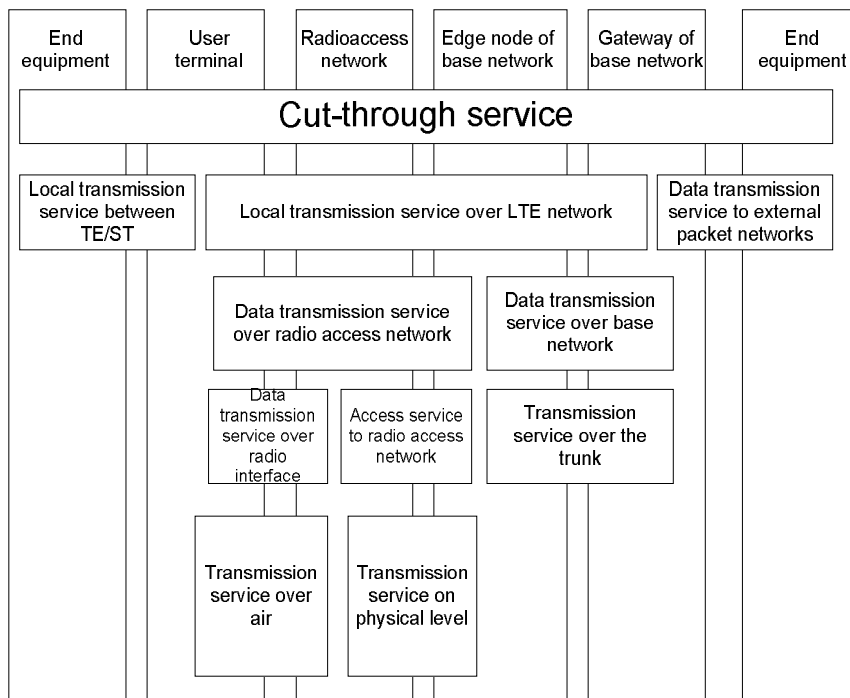 End
equipment
User
terminal
Radioaccess
network
Edge node of
base network
Gateway of
base network
End
equipment
Cut-through service
Local transmission
service between
TE/ST
Local transmission service over LTE network
Data transmission
service to external
packet networks
Data transmission service
over radio access network
Data transmission
service over base
network
Data
transmission
service over
radio
interface
Access service
to radio access
network
Transmission
service over the
trunk
Transmission
service over
air
Transmission
service on
physical level